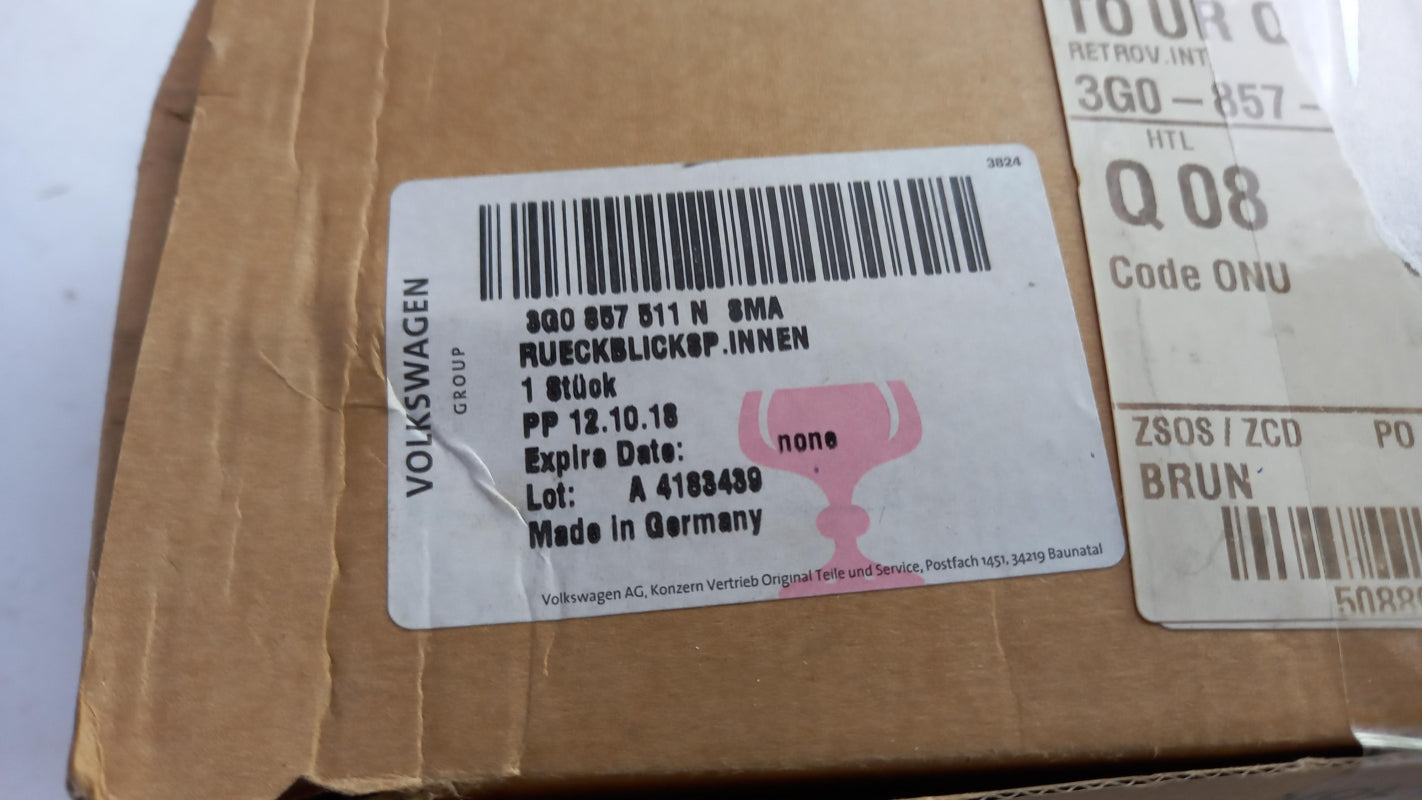 3824
VOLKSWAGEN
GROUP
3G0 857 511 N SMA
RUECKBLICKSP.INNEN
1 Stück
PP 12.10.18
Expire Date: none
Lot: A 4183439
Made in Germany
Volkswagen AG, Konzern Vertrieb Original Teile und Service, Postfach 1451, 34219 Baunatal
TOUR Q
RETROV.INT
3G0 – 857 –
HTL
Q 08
Code ONU
ZSOS / ZCD PO
BRUN
5088